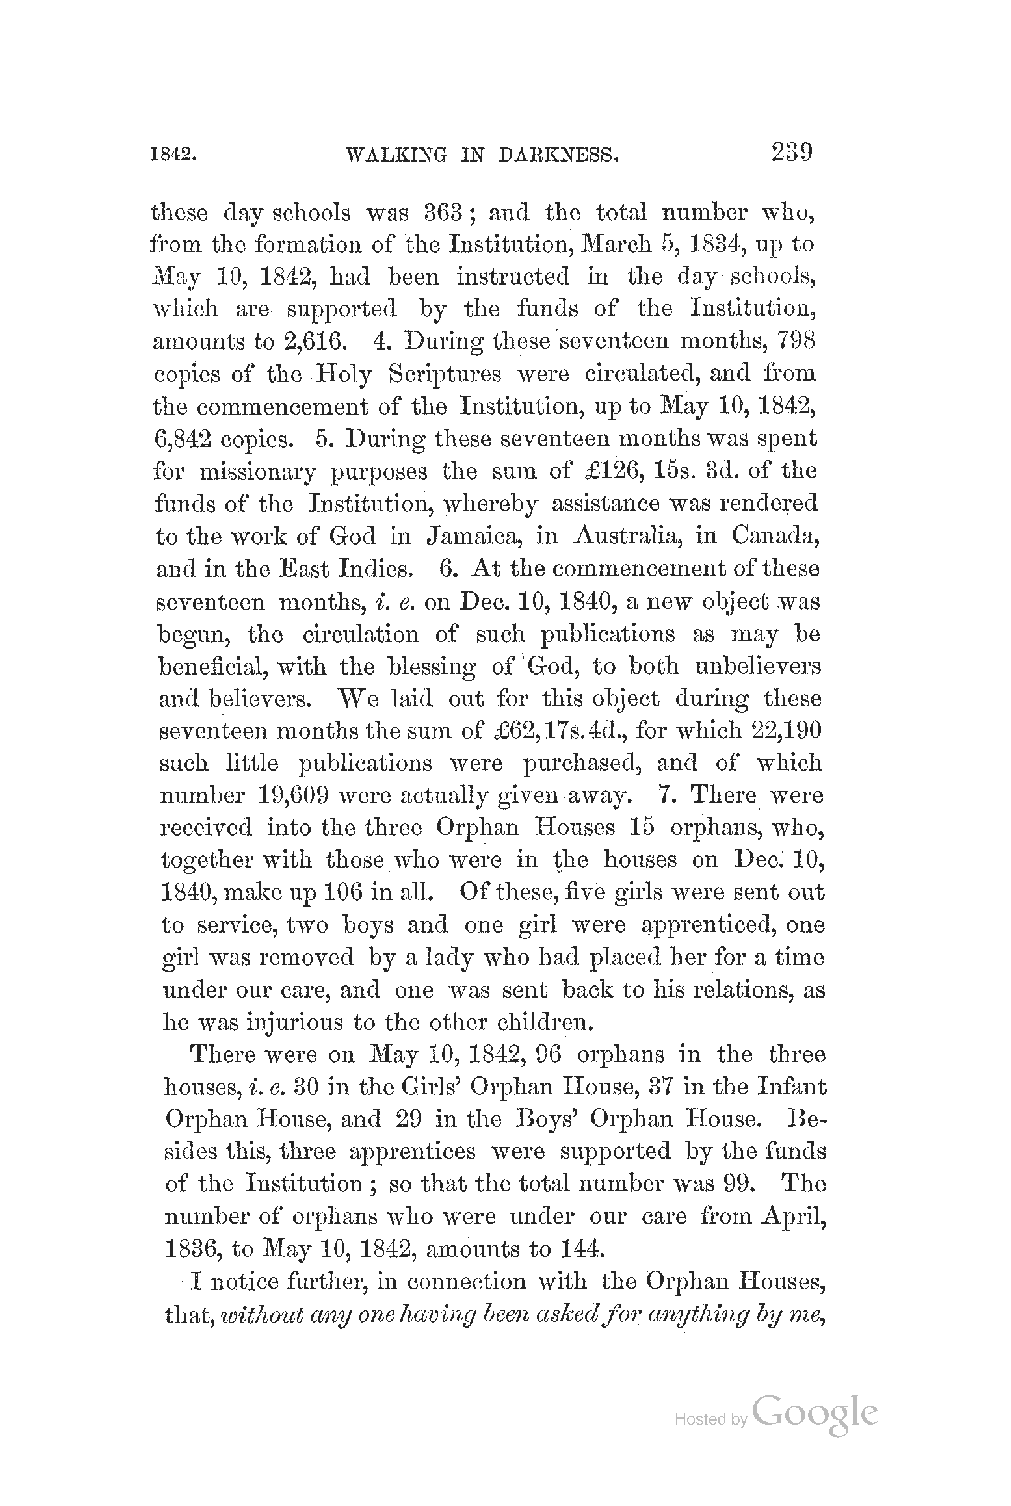 1842. WALKING IN DARKNESS. 239
these day schools was 363; and the total number who,
from the formation of the Institution, March 5, 1834, up to
May 10, 1842, had been instructed in the day schools,
which are supported by the funds of the Institution,
amounts to 2,616. 4. During these seventeen months, 798
copies of the Holy Scriptures were circulated, and from
the commencement of the Institution, up to May 10, 1842,
6,842 copies. 5. During these seventeen months was spent
for missionary purposes the sum of £126, 15s. 3d. of the
funds of the Institution, whereby assistance was rendered
to the work of God in Jamaica, in Australia, in Canada,
and in the East Indies. 6. At the commencement of these
seventeen months, i. e. on Dec. 10, 1840, a new object was
begun, the circulation of such publications as may be
beneficial, with the blessing of God, to both unbelievers
and believers. We laid out for this object during these
seventeen months the sum of £62, 17s. 4d., for which 22,190
such little publications were purchased, and of which
number 19,609 were actually given away. 7. There were
received into the three Orphan Houses 15 orphans, who,
together with those who were in the houses on Dec. 10,
1840, make up 106 in all. Of these, five girls were sent out
to service, two boys and one girl were apprenticed, one
girl was removed by a lady who had placed her for a time
under our care, and one was sent back to his relations, as
he was injurious to the other children.
There were on May 10, 1842, 96 orphans in the three
houses, i. e. 30 in the Girls' Orphan House, 37 in the Infant
Orphan House, and 29 in the Boys' Orphan House. Be-
sides this, three apprentices were supported by the funds
of the Institution; so that the total number was 99. The
number of orphans who were under our care from April,
1836, to May 10, 1842, amounts to 144.
I notice further, in connection with the Orphan Houses,
that, without any one having been asked for anything by me,
Hosted by Google